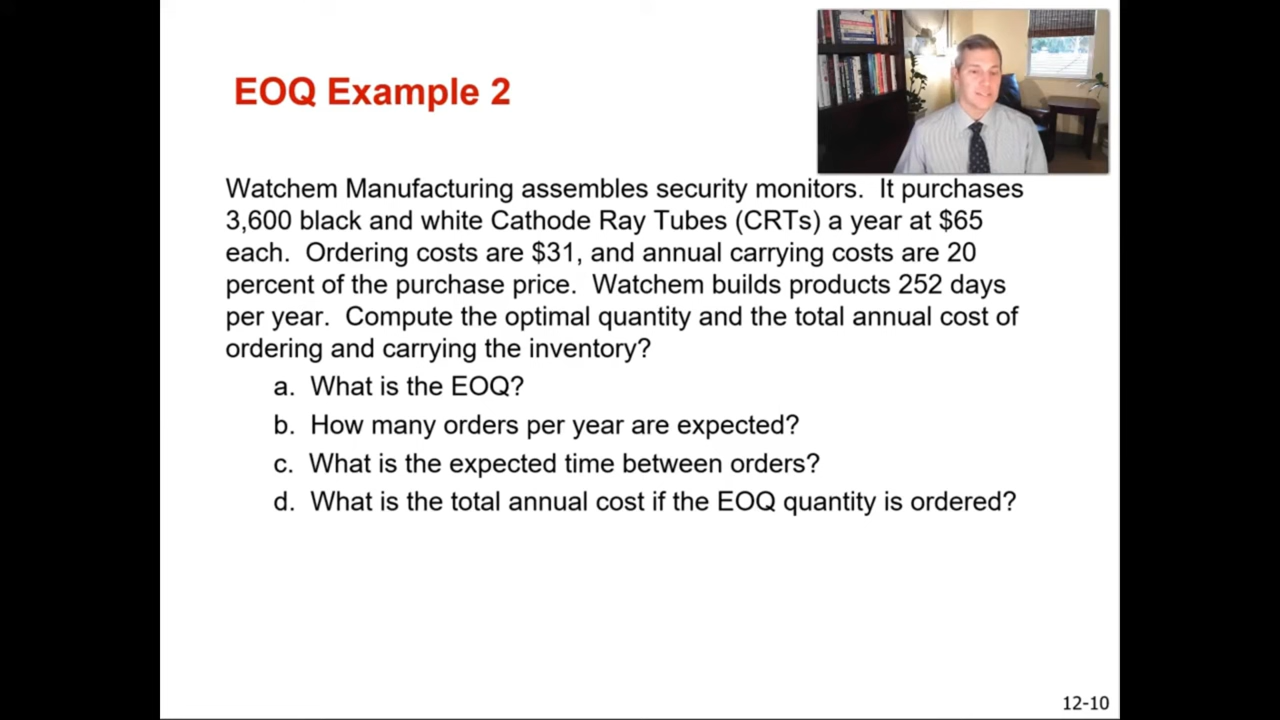 EOQ Example 2
Watchem Manufacturing assembles security monitors. It purchases
3,600 black and white Cathode Ray Tubes (CRTs) a year at $65
each. Ordering costs are $31, and annual carrying costs are 20
percent of the purchase price. Watchem builds products 252 days
per year. Compute the optimal quantity and the total annual cost of
ordering and carrying the inventory?
a. What is the EOQ?
b. How many orders per year are expected?
c. What is the expected time between orders?
d. What is the total annual cost if the EOQ quantity is ordered?
12-10